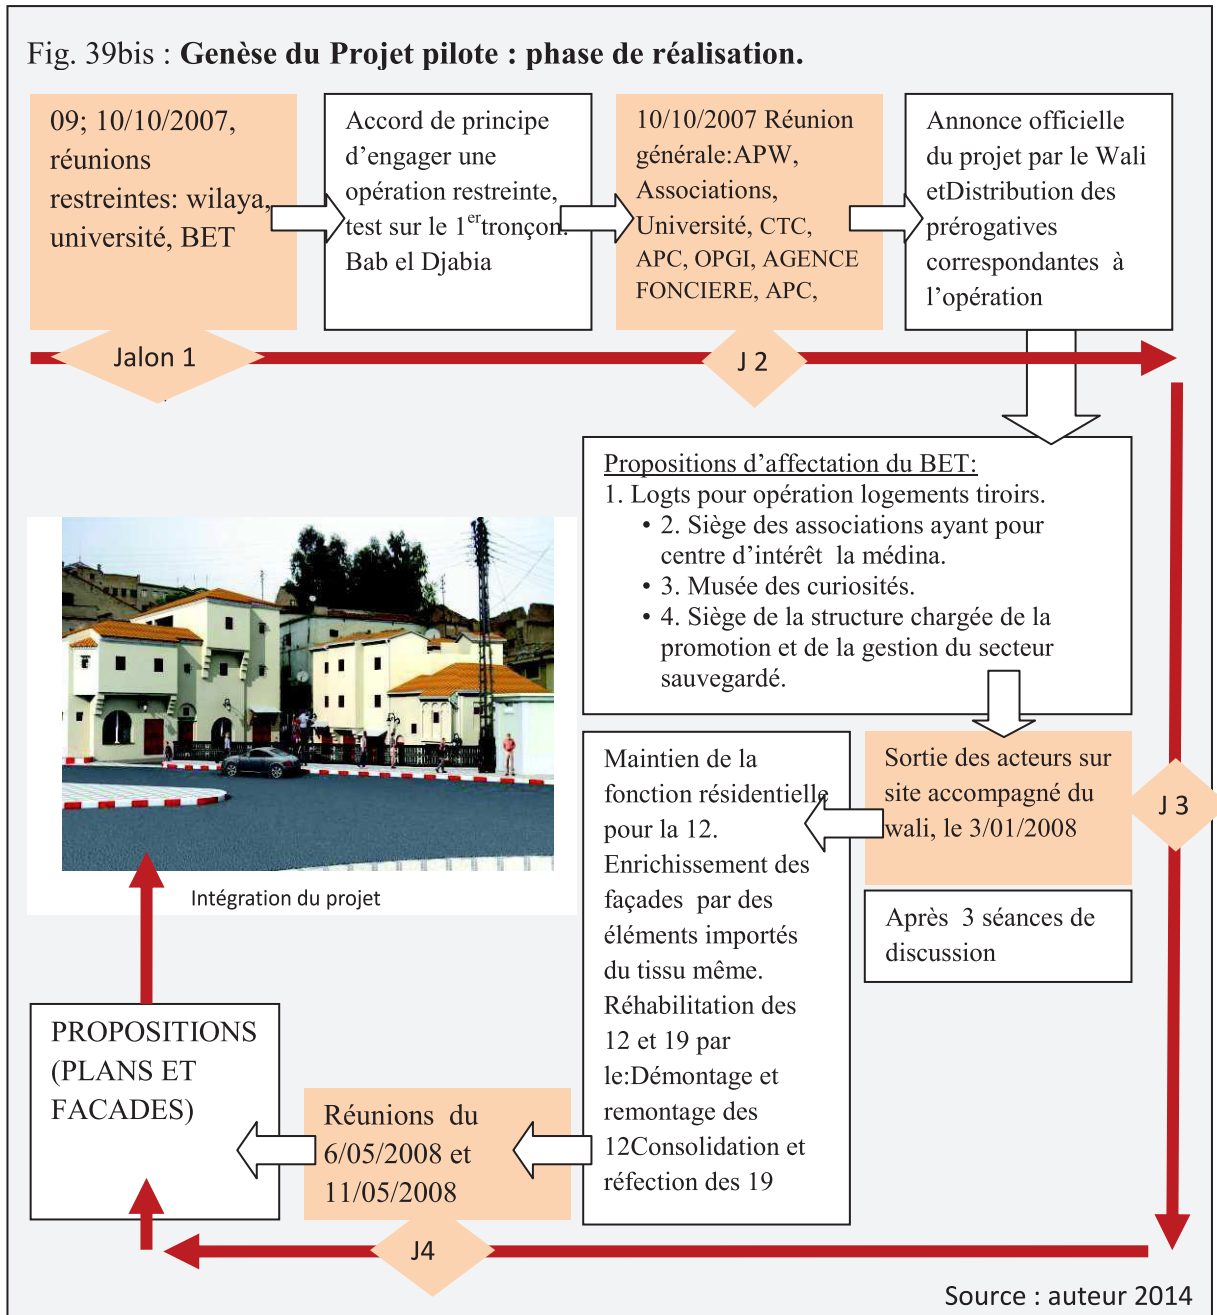 Fig. 39bis : Genèse du Projet pilote : phase de réalisation.
09; 10/10/2007,
réunions
restreintes: wilaya,
université, BET
Accord de principe
d’engager une
opération restreinte,
test sur le 1ertronçon:
Bab el Djabia
10/10/2007 Réunion
générale:APW,
Associations,
Université, CTC,
APC, OPGI, AGENCE
FONCIERE, APC,
Annonce officielle
du projet par le Wali
etDistribution des
prérogatives
correspondantes à
l’opération
Jalon 1
J 2
Propositions d’affectation du BET:
1. Logts pour opération logements tiroirs.
• 2. Siège des associations ayant pour
centre d’intérêt la médina.
• 3. Musée des curiosités.
• 4. Siège de la structure chargée de la
promotion et de la gestion du secteur
sauvegardé.
Sortie des acteurs sur
site accompagné du
wali, le 3/01/2008
J 3
Après 3 séances de
discussion
Maintien de la
fonction résidentielle
pour la 12.
Enrichissement des
façades par des
éléments importés
du tissu même.
Réhabilitation des
12 et 19 par
le:Démontage et
remontage des
12Consolidation et
réfection des 19
Intégration du projet
Réunions du
6/05/2008 et
11/05/2008
J4
PROPOSITIONS
(PLANS ET
FACADES)
Source : auteur 2014